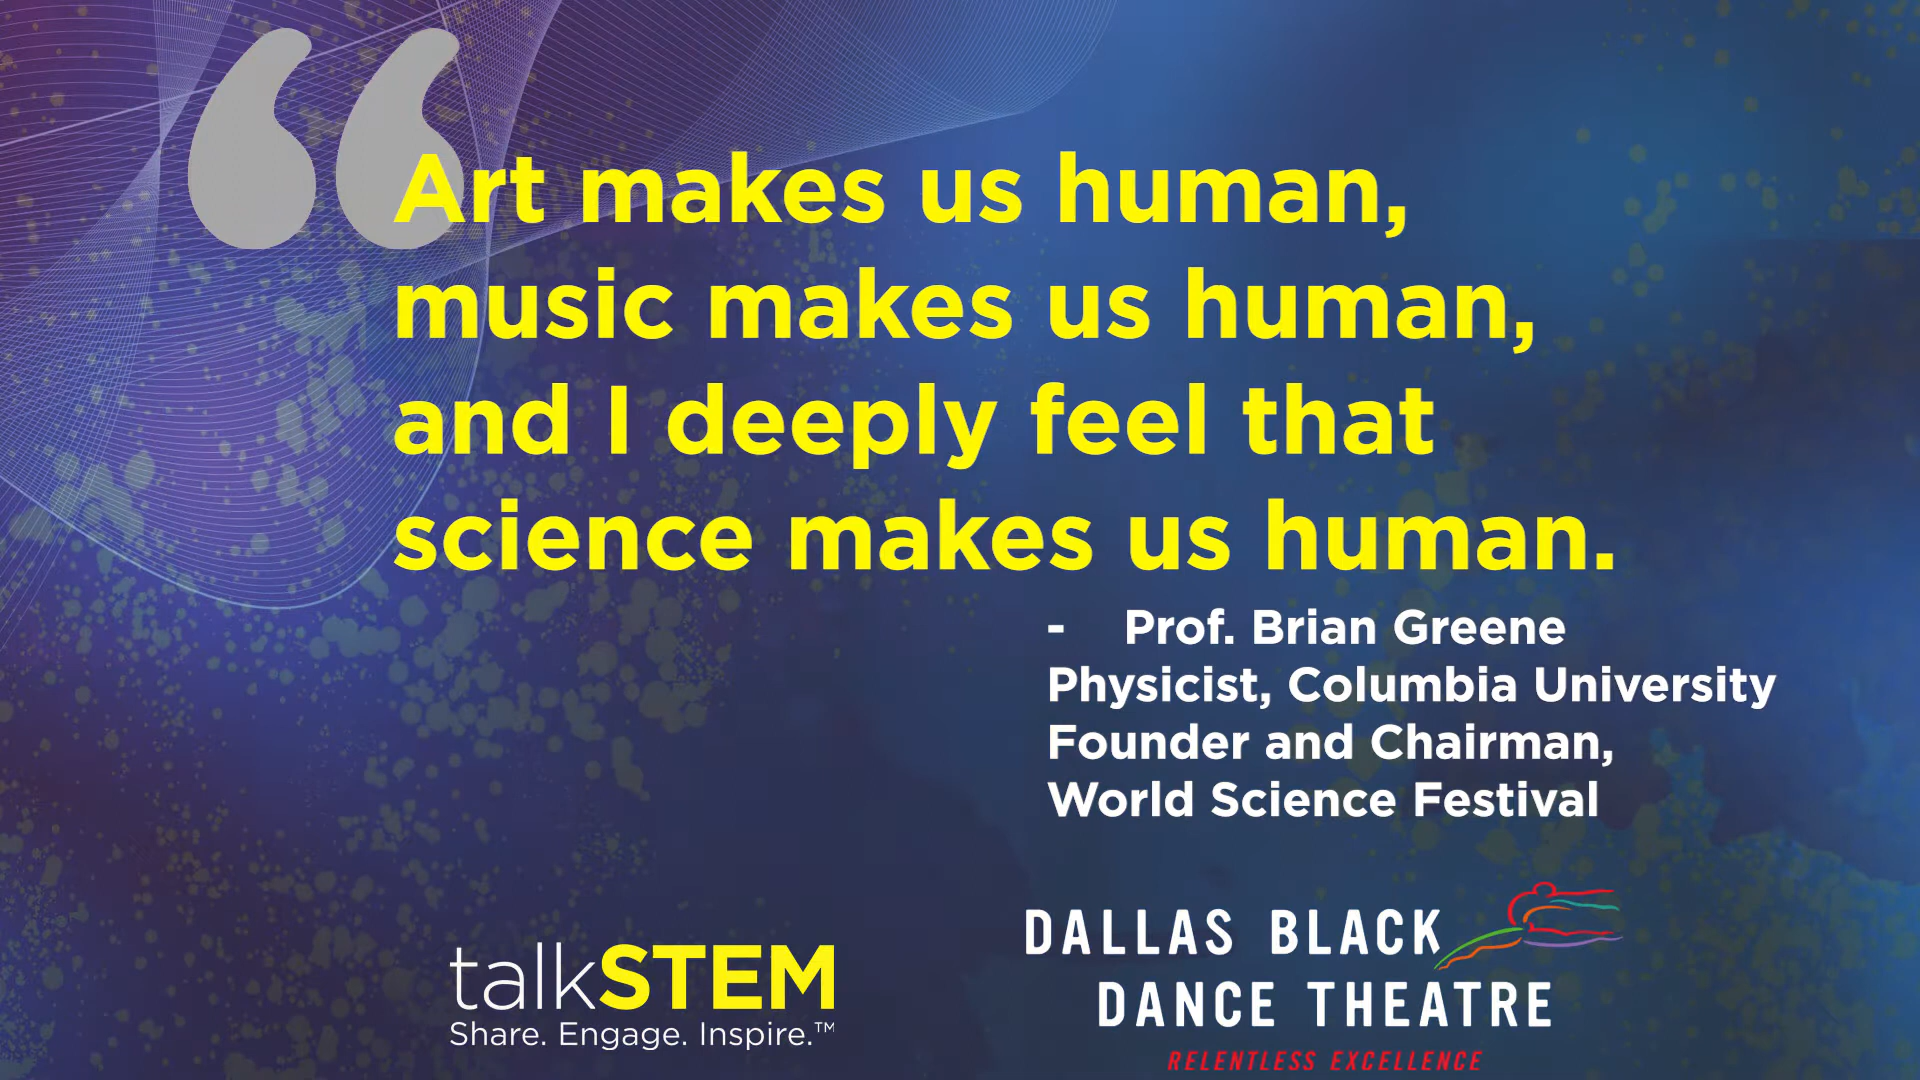 “Art makes us human,
music makes us human,
and I deeply feel that
science makes us human.
- Prof. Brian Greene
Physicist, Columbia University
Founder and Chairman,
World Science Festival
talkSTEM
Share. Engage. Inspire.™
DALLAS BLACK
DANCE THEATRE
RELENTLESS EXCELLENCE